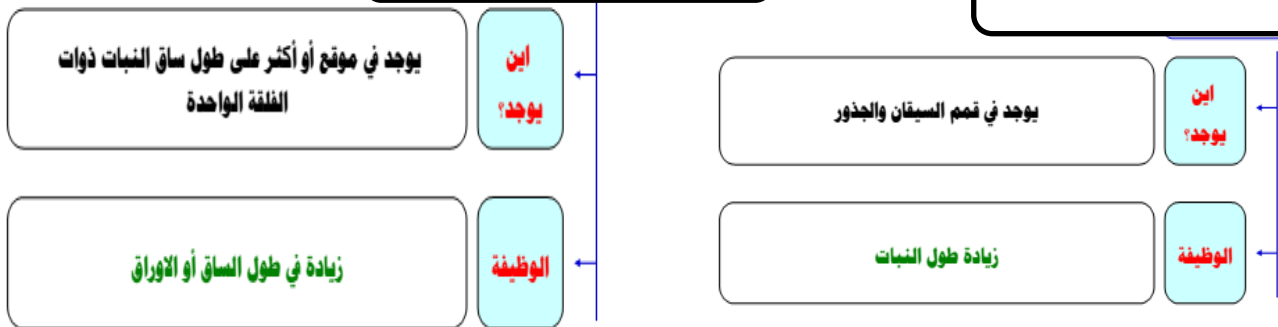 اين
يوجد؟
يوجد في قمم السيقان والجذور
الوظيفة
زيادة طول النبات
اين
يوجد؟
يوجد في موقع أو أكثر على طول ساق النبات ذوات
الفلقة الواحدة
الوظيفة
زيادة في طول الساق أو الاوراق